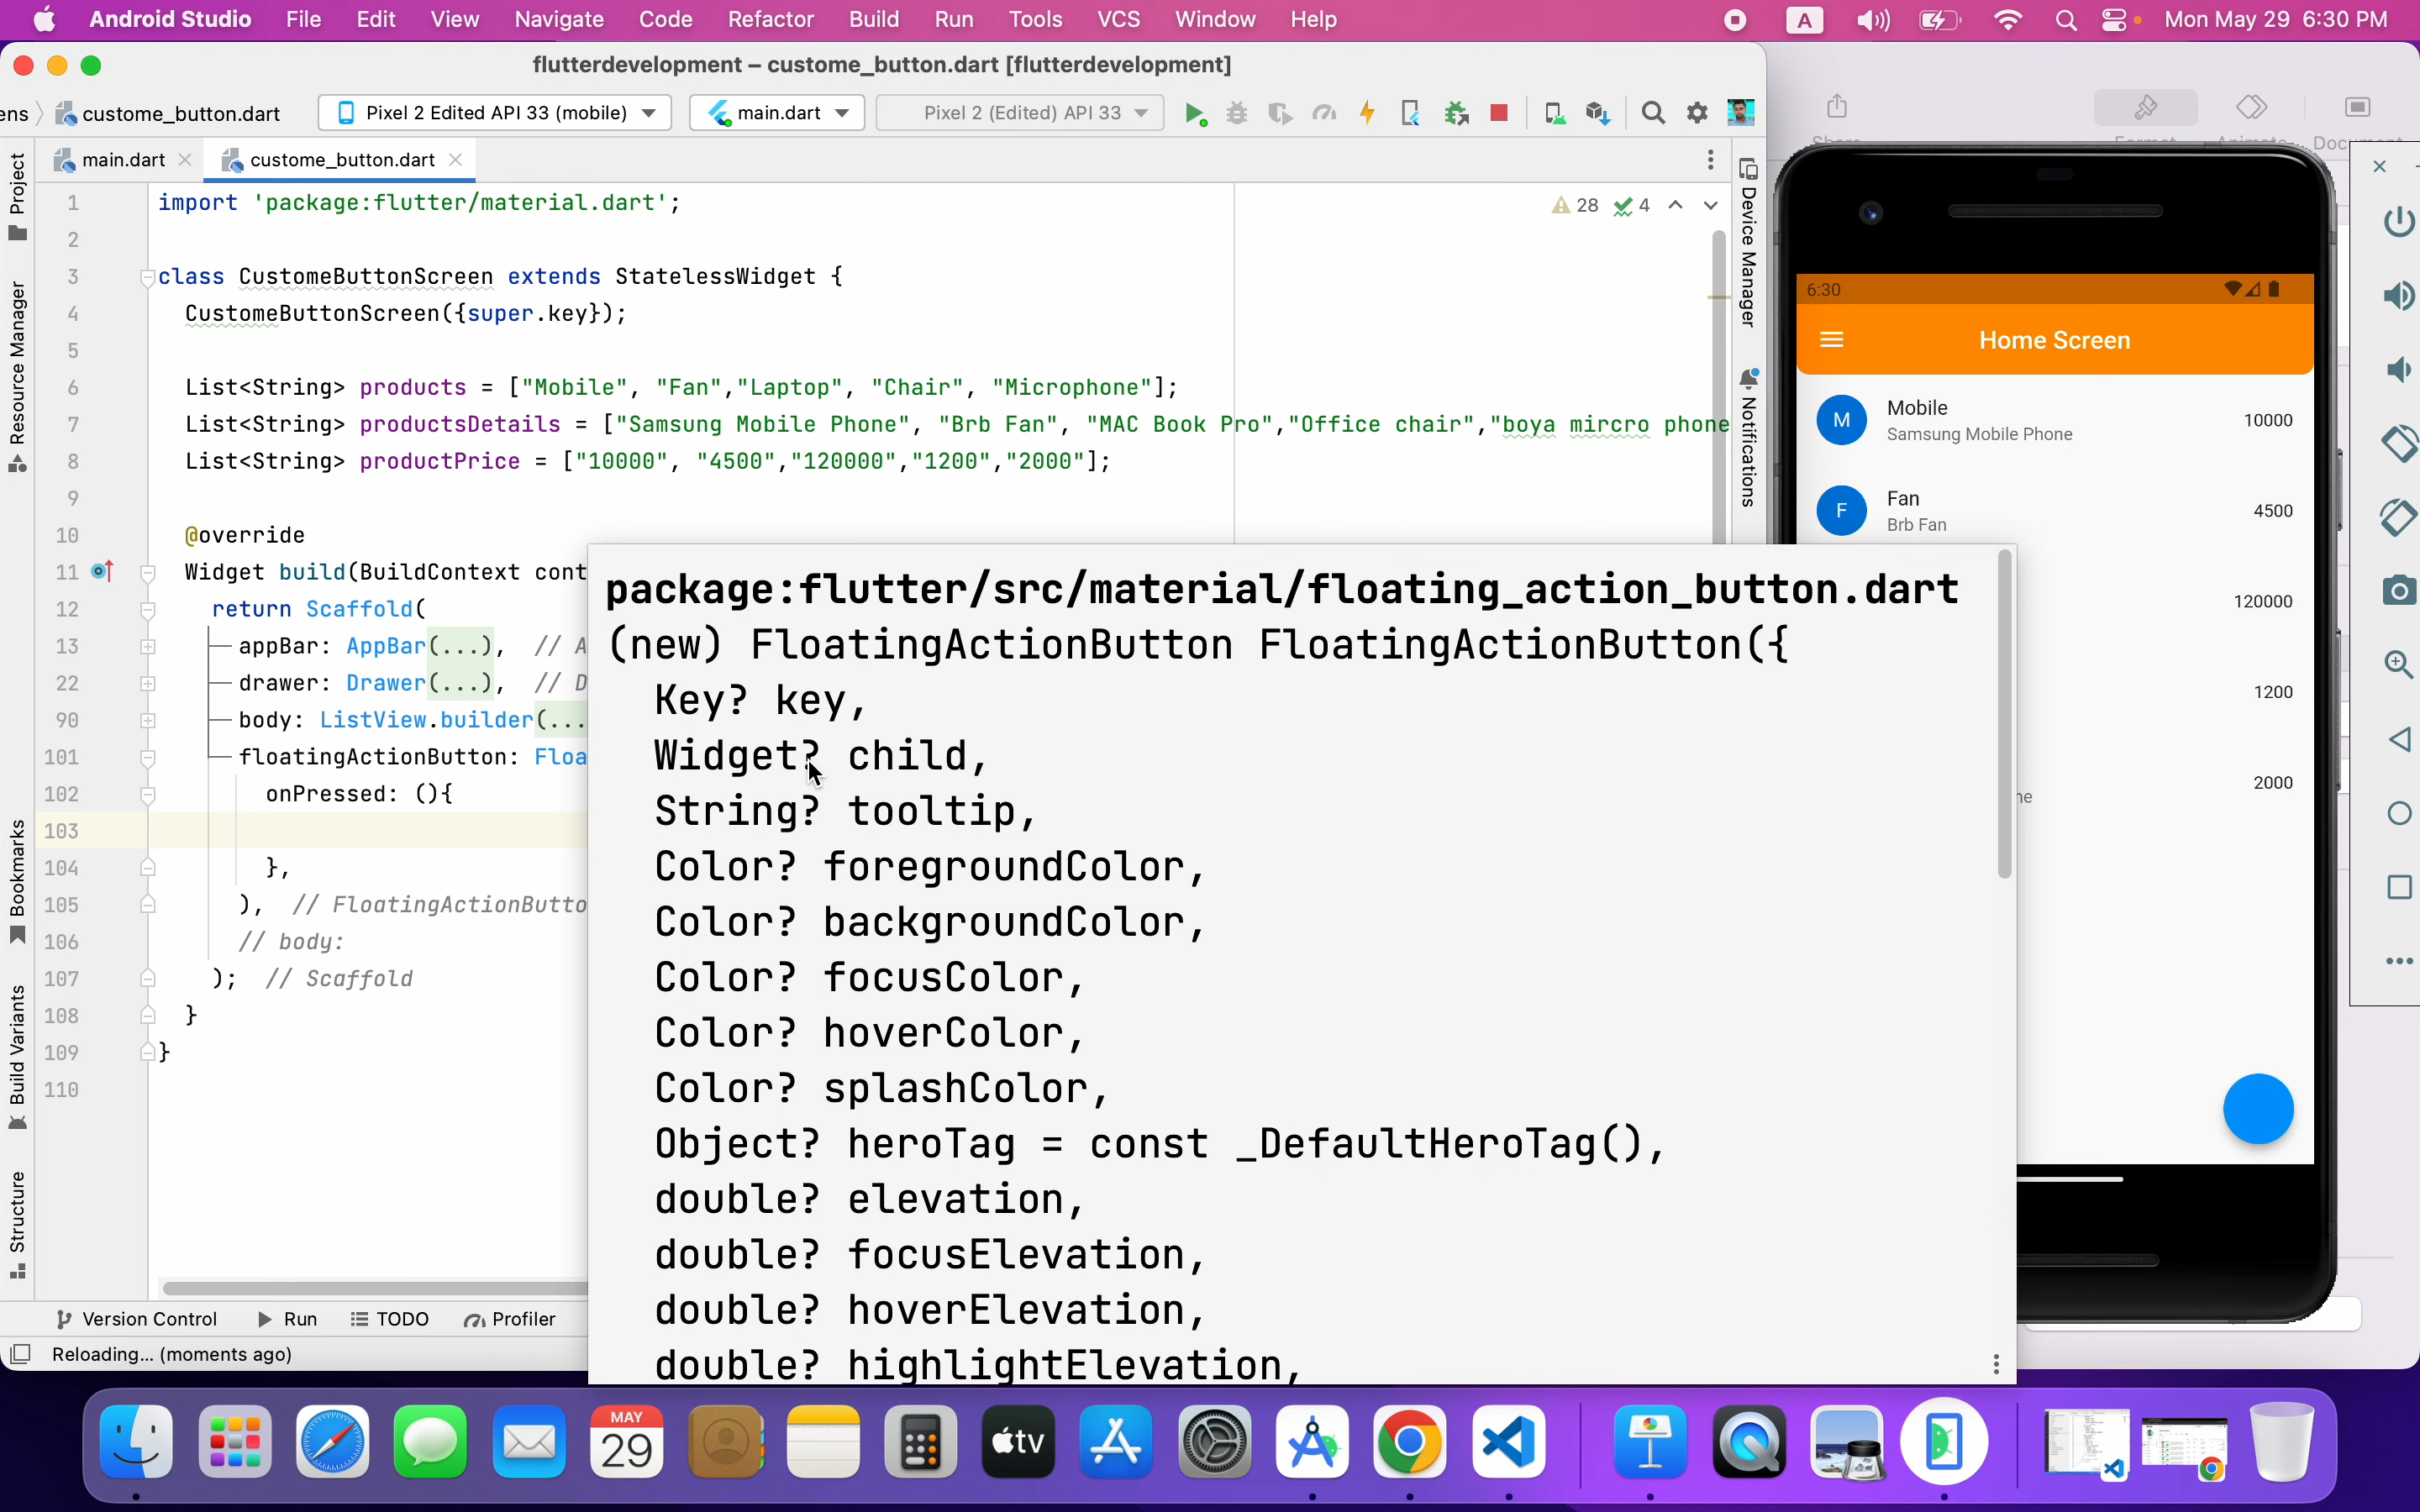 Android Studio File Edit View Navigate Code Refactor Build Run Tools VCS Window Help A Mon May 29 6:30 PM
flutterdevelopment – custome_button.dart [flutterdevelopment]
ens custome_button.dart Pixel 2 Edited API 33 (mobile) main.dart Pixel 2 (Edited) API 33
main.dart custome_button.dart
Project
Resource Manager
Bookmarks
Build Variants
Structure
28 4
1 import 'package:flutter/material.dart';
2
3 class CustomeButtonScreen extends StatelessWidget {
4 CustomeButtonScreen({super.key});
5
6 List<String> products = ["Mobile", "Fan","Laptop", "Chair", "Microphone"];
7 List<String> productsDetails = ["Samsung Mobile Phone", "Brb Fan", "MAC Book Pro","Office chair","boya mircro phone
8 List<String> productPrice = ["10000", "4500","120000","1200","2000"];
9
10 @override
11 Widget build(BuildContext cont
12 return Scaffold(
13 appBar: AppBar(...), // A
22 drawer: Drawer(...), // D
90 body: ListView.builder(...
101 floatingActionButton: Floa
102 onPressed: (){
103
104 },
105 ), // FloatingActionButto
106 // body:
107 ); // Scaffold
108 }
109 }
110
package:flutter/src/material/floating_action_button.dart
(new) FloatingActionButton FloatingActionButton({
Key? key,
Widget? child,
String? tooltip,
Color? foregroundColor,
Color? backgroundColor,
Color? focusColor,
Color? hoverColor,
Color? splashColor,
Object? heroTag = const _DefaultHeroTag(),
double? elevation,
double? focusElevation,
double? hoverElevation,
double? highlightElevation,
Device Manager
Notifications
6:30
Home Screen
M Mobile 10000
Samsung Mobile Phone
F Fan 4500
Brb Fan
120000
1200
2000
ne
Version Control Run TODO Profiler
Reloading... (moments ago)
MAY
29
tv